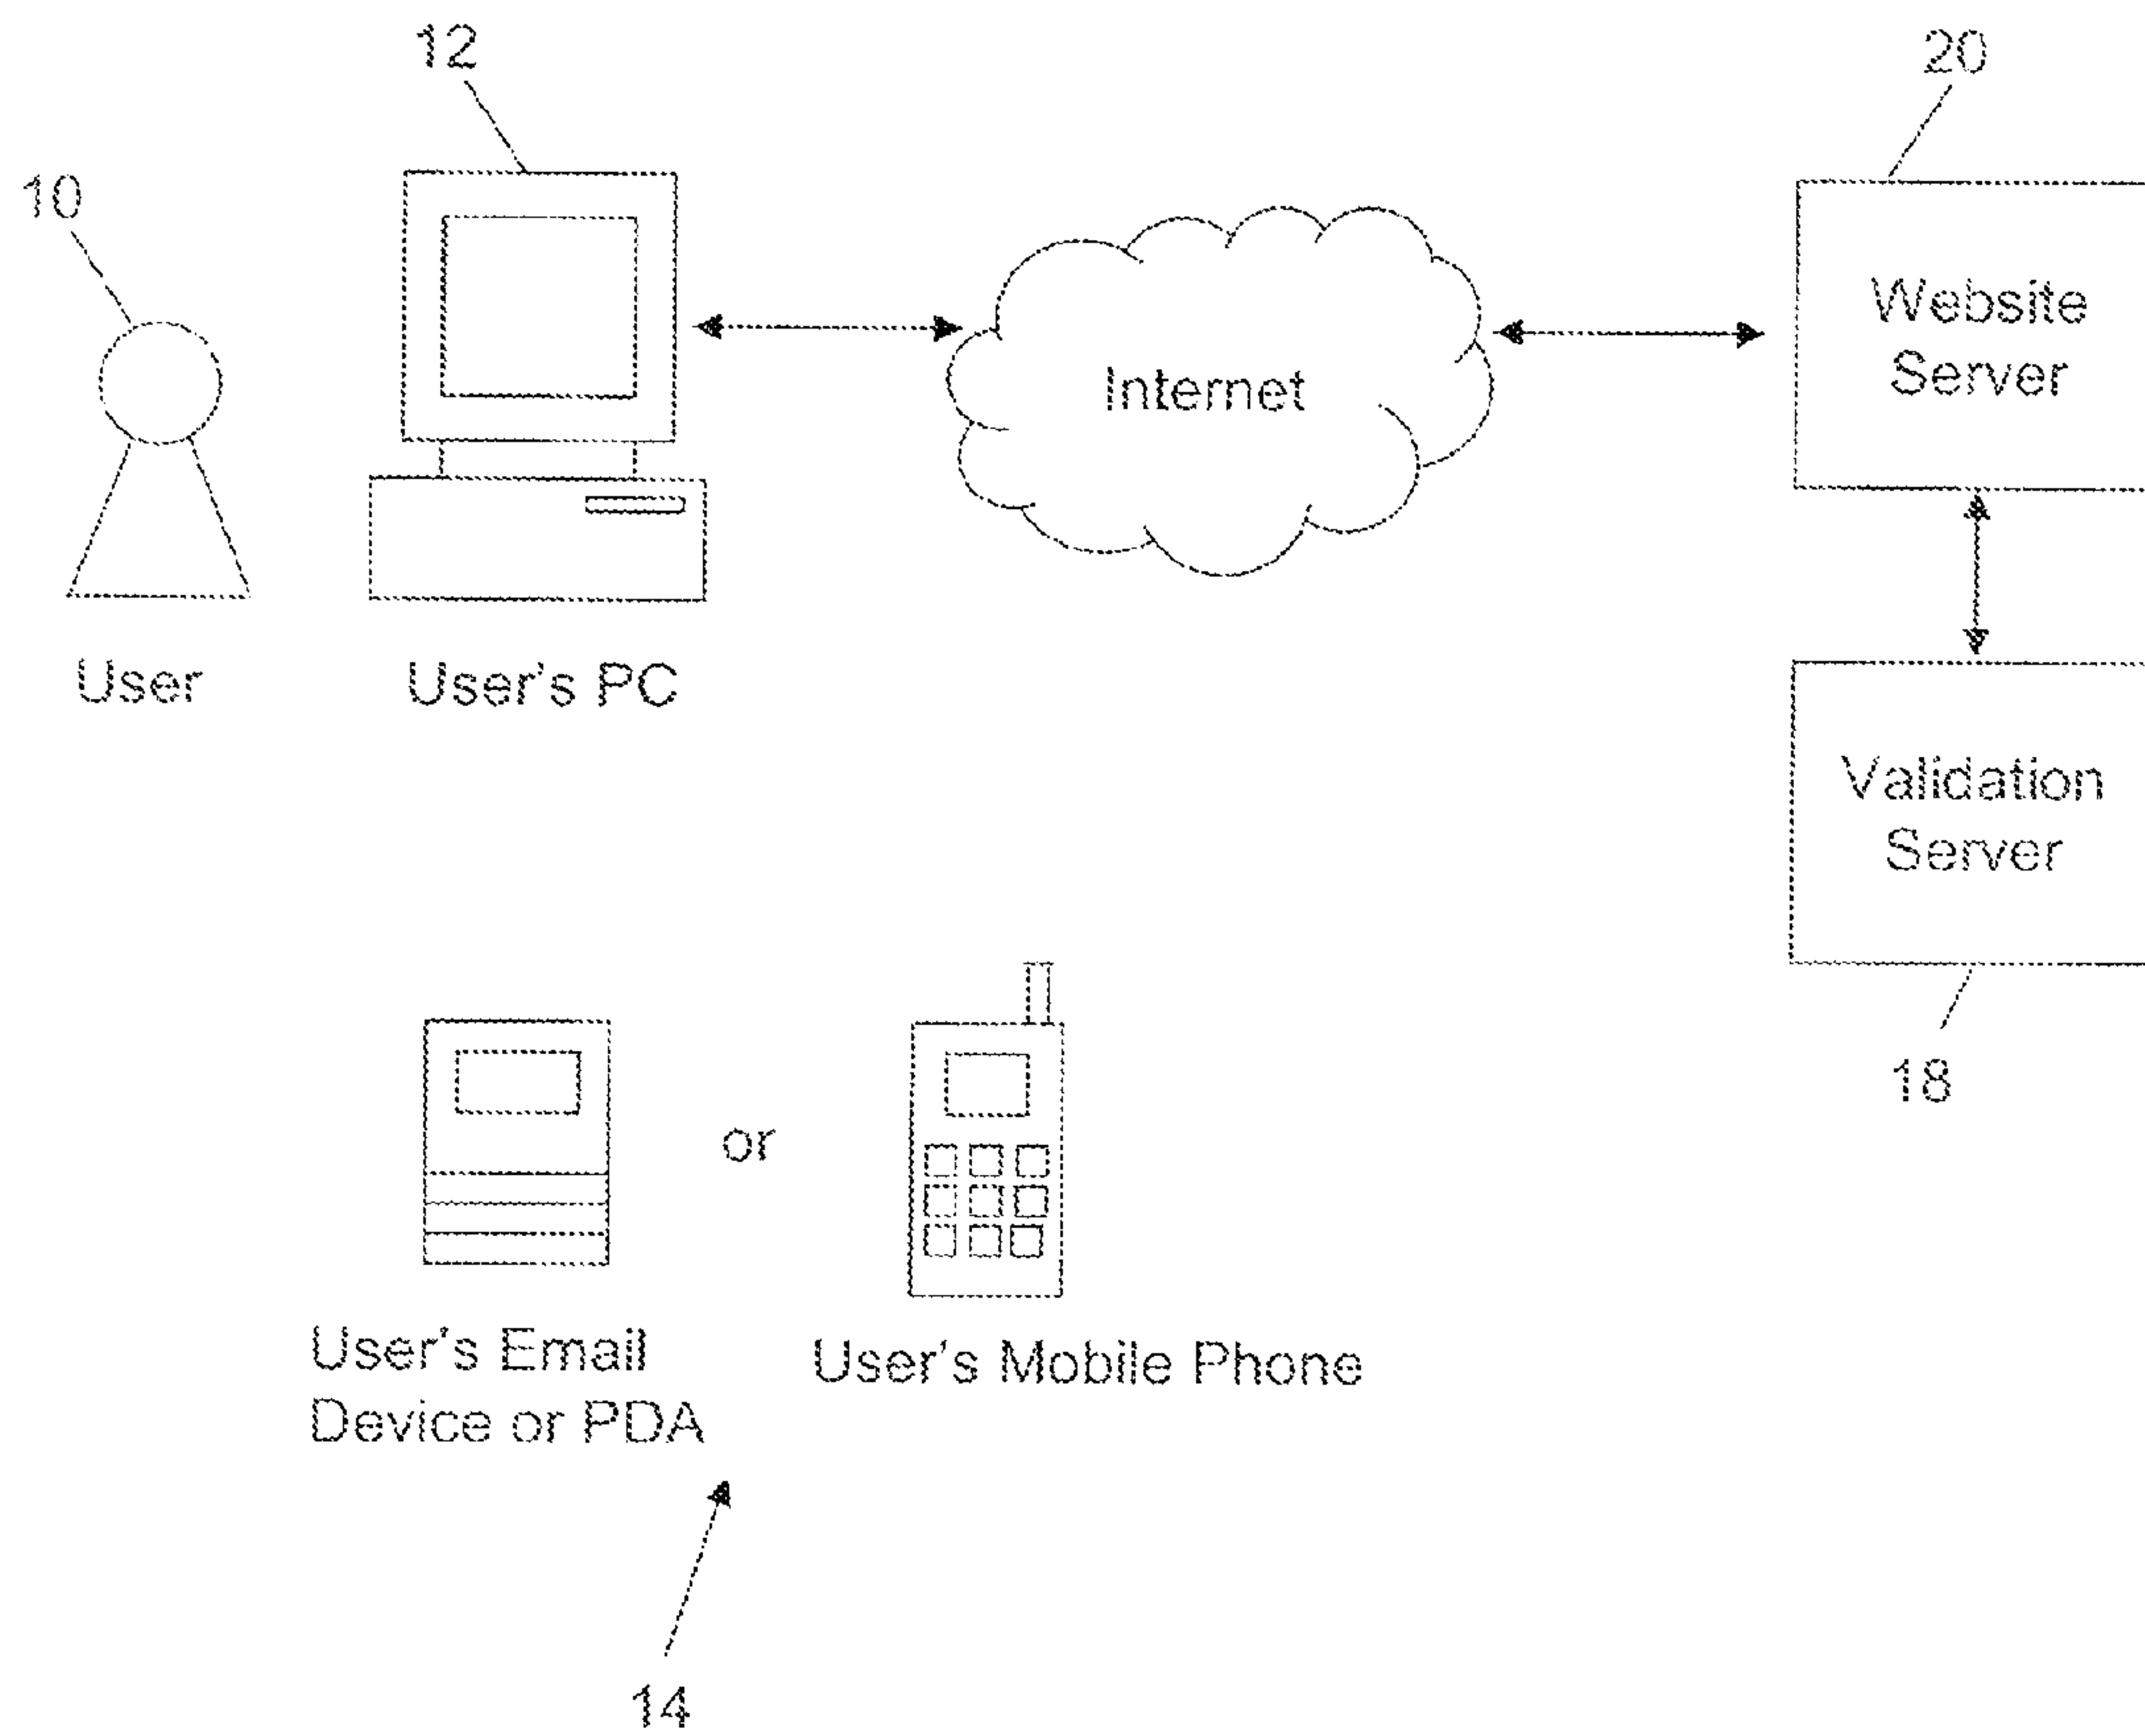 12
20
10
Website
Server
Internet
User
User's PC
Validation
Server
18
or
User's Email
Device or PDA
User's Mobile Phone
14